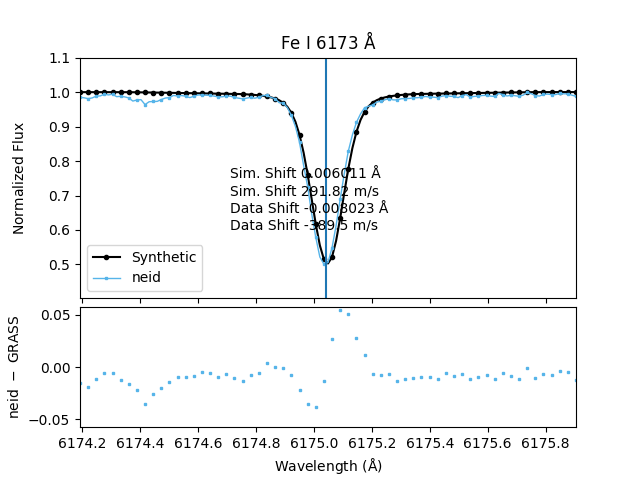 Fe I 6173 Å
Normalized Flux
1.1
1.0
0.9
0.8
0.7
0.6
0.5
Sim. Shift 0.006011 Å
Sim. Shift 291.82 m/s
Data Shift -0.008023 Å
Data Shift -389.5 m/s
Synthetic
neid
neid − GRASS
0.05
0.00
−0.05
6174.2 6174.4 6174.6 6174.8 6175.0 6175.2 6175.4 6175.6 6175.8
Wavelength (Å)